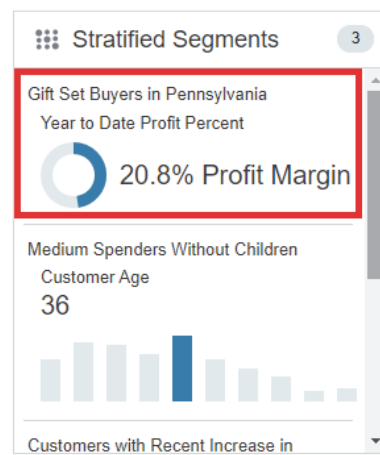 Stratified Segments
3
Gift Set Buyers in Pennsylvania
Year to Date Profit Percent
20.8% Profit Margin
Medium Spenders Without Children
Customer Age
36
Customers with Recent Increase in